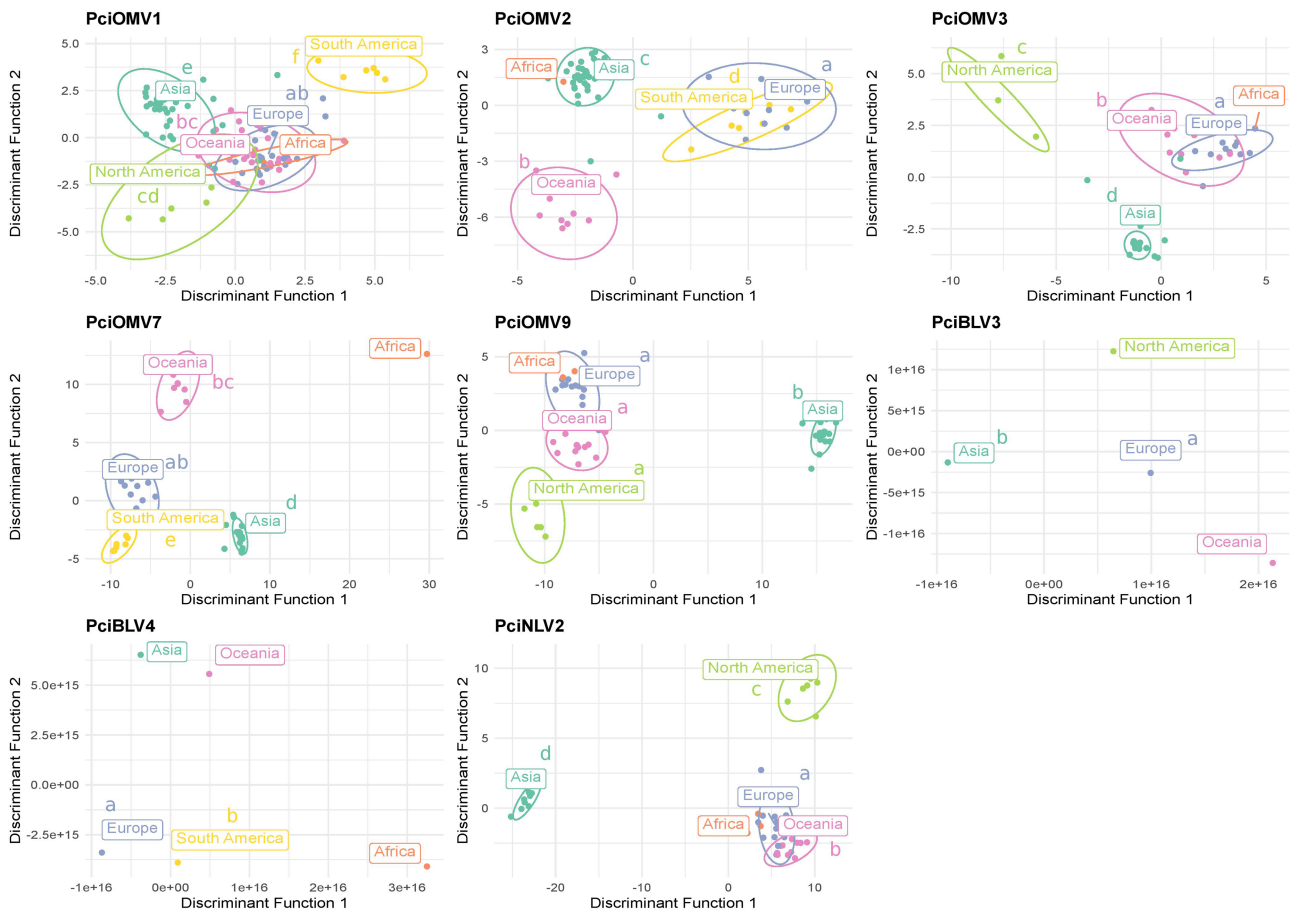 PciOMV1
Discriminant Function 2
5.0
2.5
0.0
-2.5
-5.0
South America
f
e
Asia
ab
Europe
bc
Oceania
Africa
North America
cd
-5.0 -2.5 0.0 2.5 5.0
Discriminant Function 1
PciOMV2
Discriminant Function 2
3
0
-3
-6
c
Africa
Asia
a
d
Europe
South America
b
Oceania
-5 0 5
Discriminant Function 1
PciOMV3
Discriminant Function 2
5.0
2.5
0.0
-2.5
c
North America
b
a
Africa
Oceania
Europe
d
Asia
-10 -5 0 5
Discriminant Function 1
PciOMV7
Discriminant Function 2
10
5
0
-5
Africa
Oceania
bc
Europe
ab
South America
e
d
Asia
-10 0 10 20 30
Discriminant Function 1
PciOMV9
Discriminant Function 2
5
0
-5
Africa
a
Europe
a
Oceania
b
Asia
a
North America
-10 0 10
Discriminant Function 1
PciBLV3
Discriminant Function 2
1e+16
5e+15
0e+00
-5e+15
-1e+16
North America
b
Asia
a
Europe
Oceania
-1e+16 0e+00 1e+16 2e+16
Discriminant Function 1
PciBLV4
Discriminant Function 2
5.0e+15
2.5e+15
0.0e+00
-2.5e+15
Asia
Oceania
a
Europe
b
South America
Africa
-1e+16 0e+00 1e+16 2e+16 3e+16
Discriminant Function 1
PciNLV2
Discriminant Function 2
10
5
0
-5
North America
c
d
Asia
a
Europe
Africa
Oceania
b
-20 -10 0 10
Discriminant Function 1